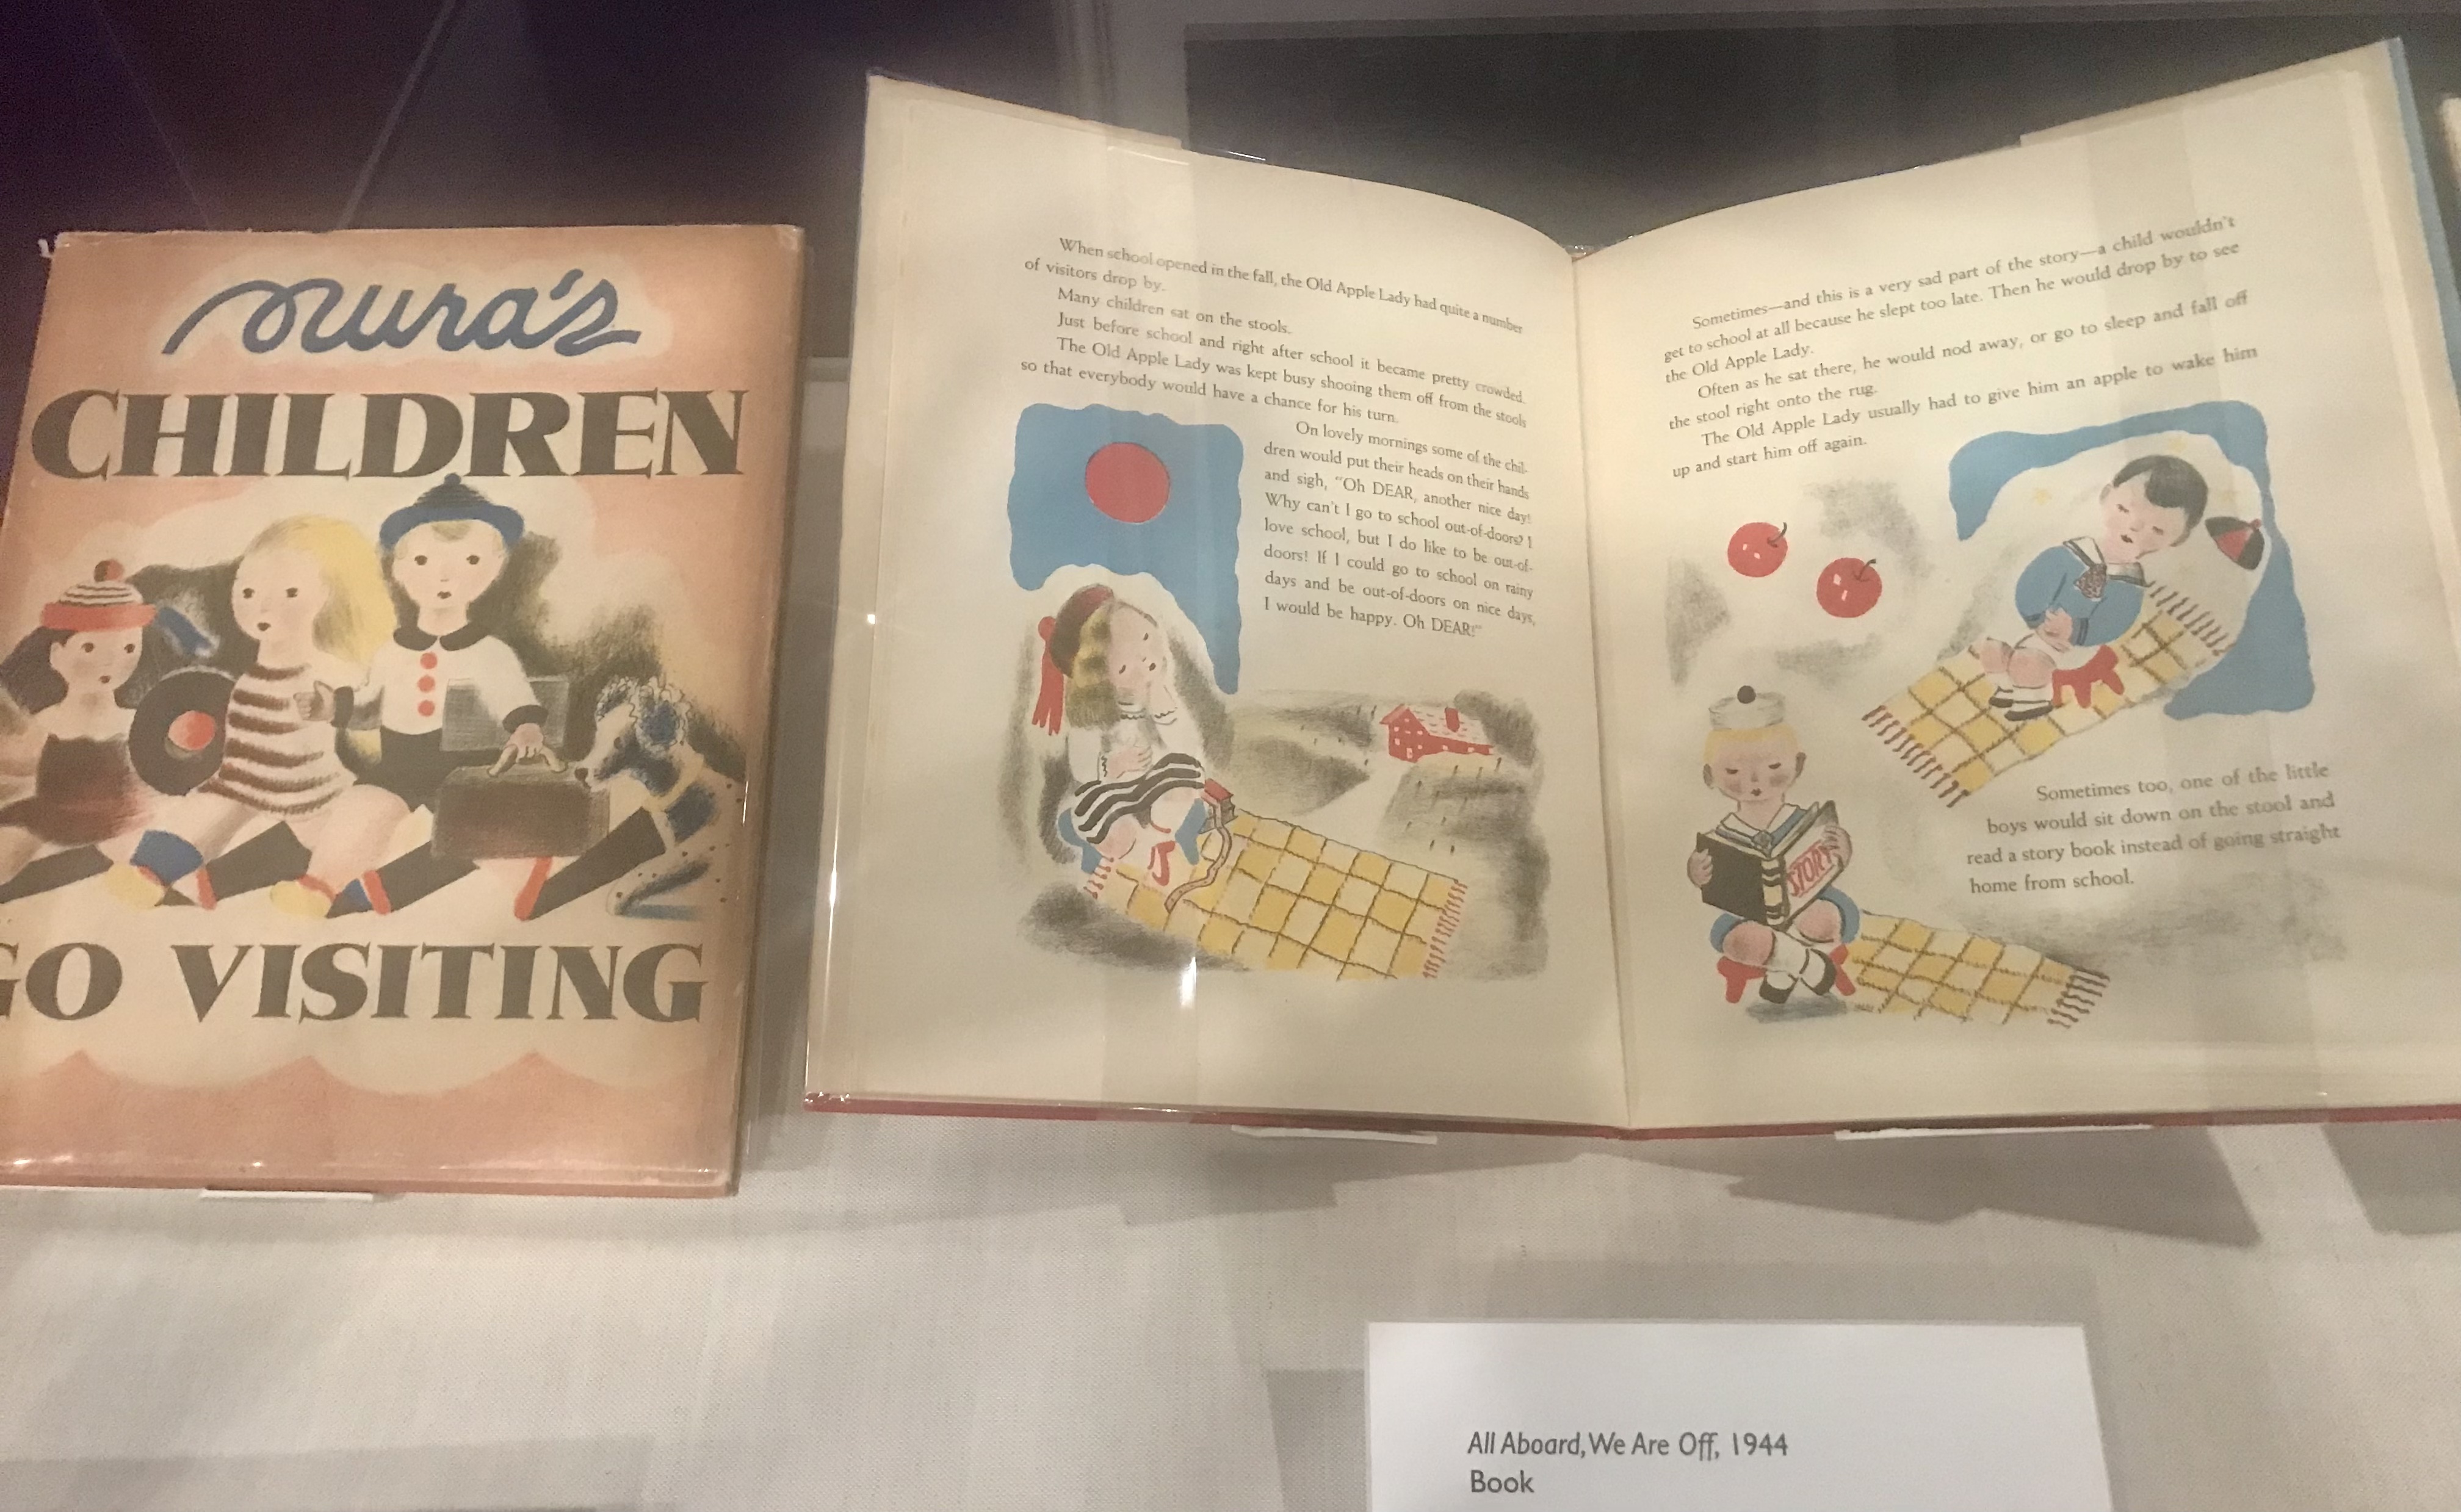 nura's
CHILDREN
GO VISITING
When school opened in the fall, the Old Apple Lady had quite a number
of visitors drop by.
Many children sat on the stools.
Just before school and right after school it became pretty crowded.
The Old Apple Lady was kept busy shooing them off from the stools
so that everybody would have a chance for his turn.
On lovely mornings some of the chil-
dren would put their heads on their hands
and sigh, "Oh DEAR, another nice day!
Why can't I go to school out-of-doors? I
love school, but I do like to be out-of-
doors! If I could go to school on rainy
days and be out-of-doors on nice days,
I would be happy. Oh DEAR!"
Sometimes—and this is a very sad part of the story—a child wouldn't
get to school at all because he slept too late. Then he would drop by to see
the Old Apple Lady.
Often as he sat there, he would nod away, or go to sleep and fall off
the stool right onto the rug.
The Old Apple Lady usually had to give him an apple to wake him
up and start him off again.
STORY
Sometimes too, one of the little
boys would sit down on the stool and
read a story book instead of going straight
home from school.
All Aboard, We Are Off, 1944
Book